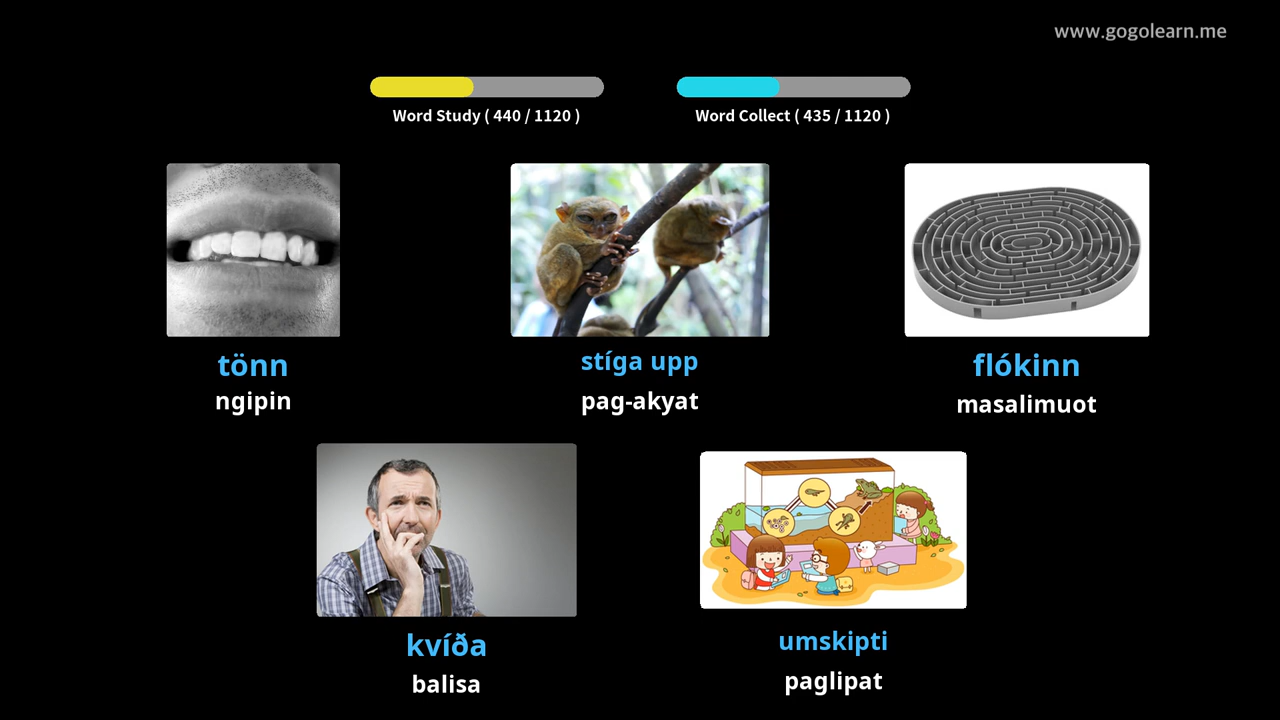 www.gogolearn.me
Word Study ( 440 / 1120 )
Word Collect ( 435 / 1120 )
tönn
ngipin
stíga upp
pag-akyat
flókinn
masalimuot
kvíða
balisa
umskipti
paglipat